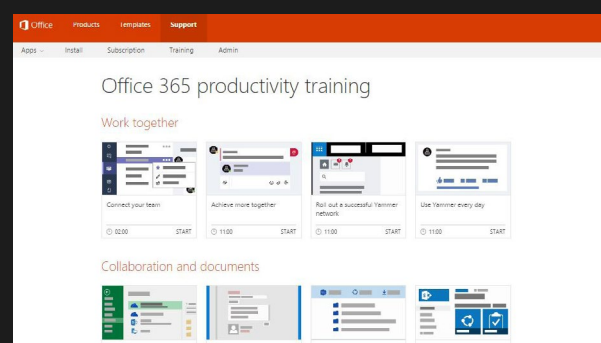 Office Products Templates Support
Apps Install Subscription Training Admin
Office 365 productivity training
Work together
Connect your team
Achieve more together
Roll out a successful Yammer
network
Use Yammer every day
02:00 START
11:00 START
11:00 START
11:00 START
Collaboration and documents